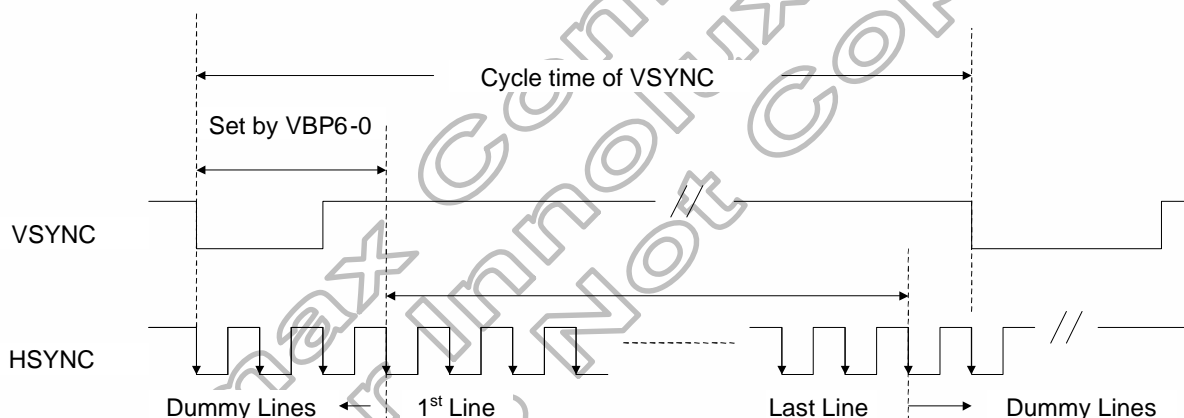 Cycle time of VSYNC
Set by VBP6-0
VSYNC
HSYNC
Dummy Lines 1st Line Last Line Dummy Lines